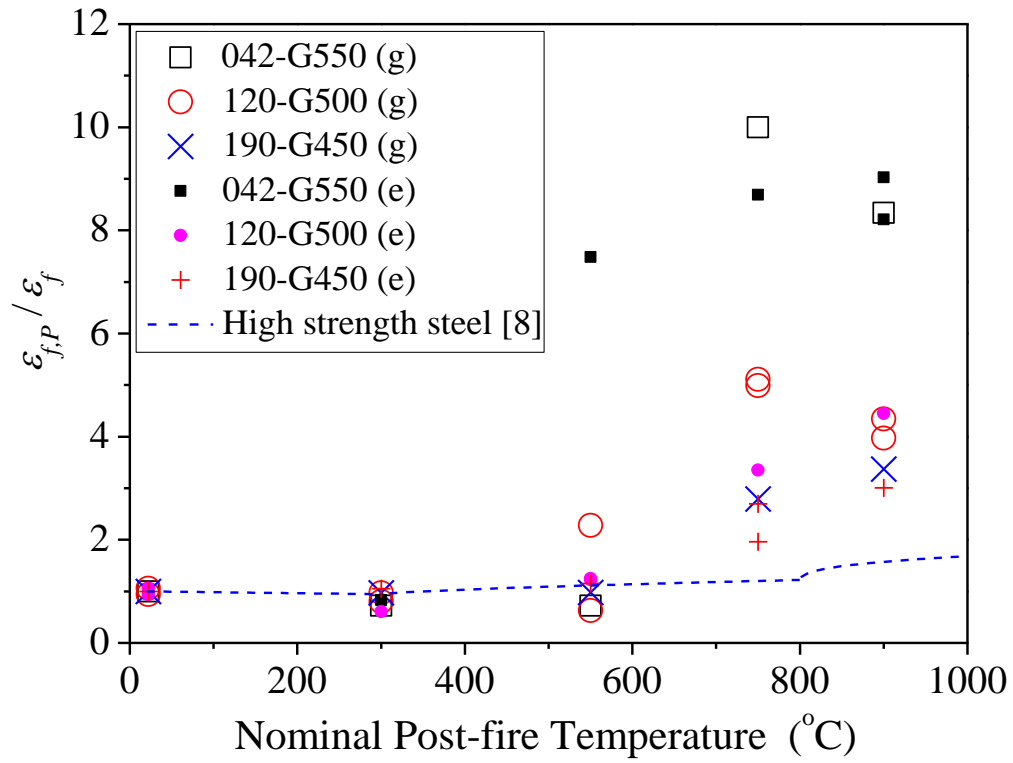 12
10
8
6
4
2
0
ε_{f,P} / ε_f
042-G550 (g)
120-G500 (g)
190-G450 (g)
042-G550 (e)
120-G500 (e)
190-G450 (e)
High strength steel [8]
0 200 400 600 800 1000
Nominal Post-fire Temperature (°C)